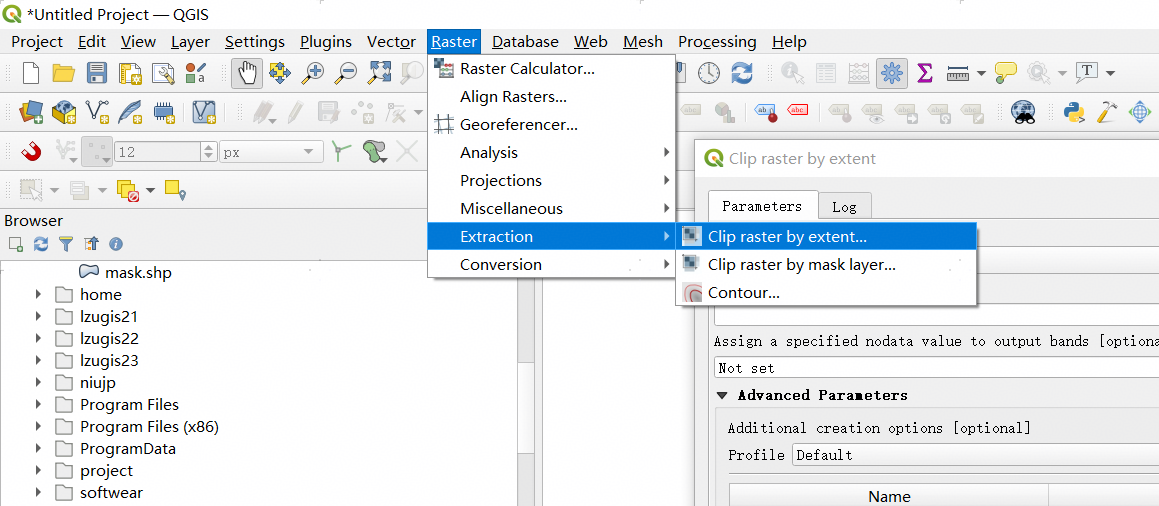 *Untitled Project — QGIS
Project Edit View Layer Settings Plugins Vector Raster Database Web Mesh Processing Help
Raster Calculator...
Align Rasters...
Georeferencer...
Analysis
Projections
Miscellaneous
Extraction
Conversion
Clip raster by extent...
Clip raster by mask layer...
Contour...
12 px
Browser
mask.shp
home
lzugis21
lzugis22
lzugis23
niujp
Program Files
Program Files (x86)
ProgramData
project
softwear
Clip raster by extent
Parameters Log
Assign a specified nodata value to output bands [optiona
Not set
Advanced Parameters
Additional creation options [optional]
Profile Default
Name